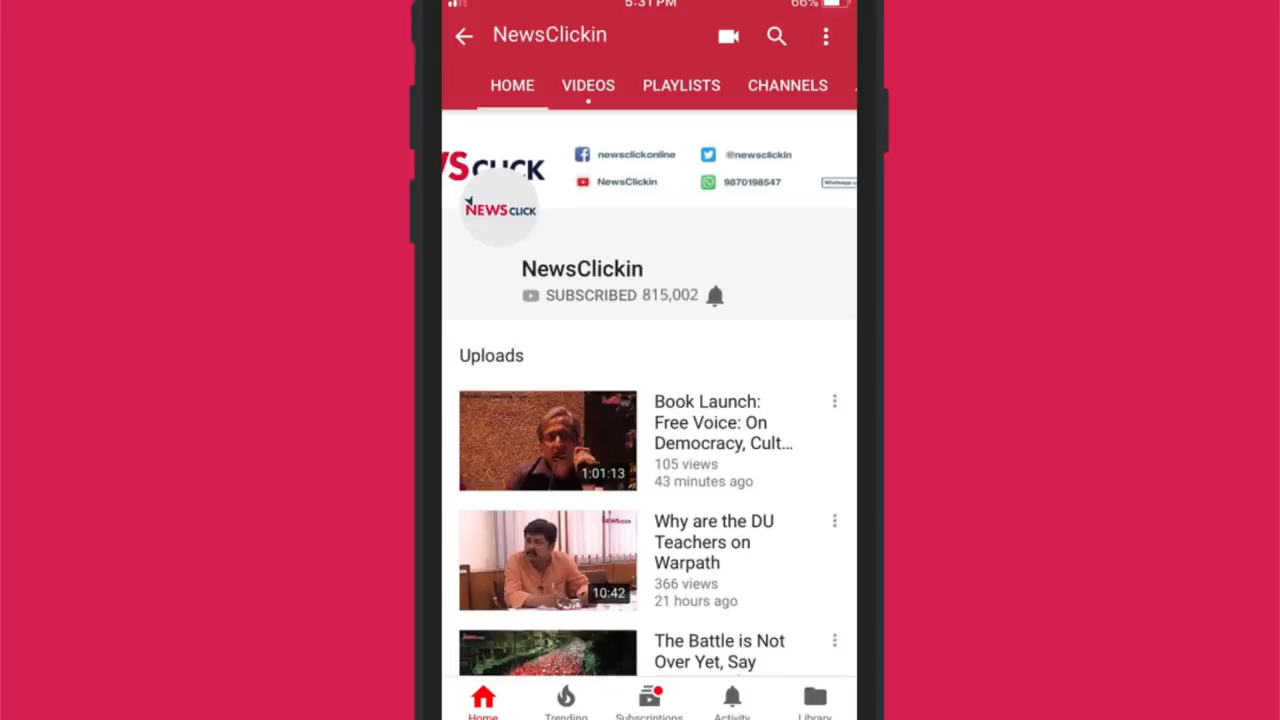 5:31 PM
66%
NewsClickin
HOME VIDEOS PLAYLISTS CHANNELS
CLICK
newsclickonline
@newsclickin
NewsClickin
9870198547
NEWSCLICK
NewsClickin
SUBSCRIBED 815,002
Uploads
Book Launch:
Free Voice: On
Democracy, Cult...
105 views
43 minutes ago
1:01:13
Why are the DU
Teachers on
Warpath
366 views
21 hours ago
NEWSCLICK
10:42
The Battle is Not
Over Yet, Say
Home Trending Subscriptions Activity Library